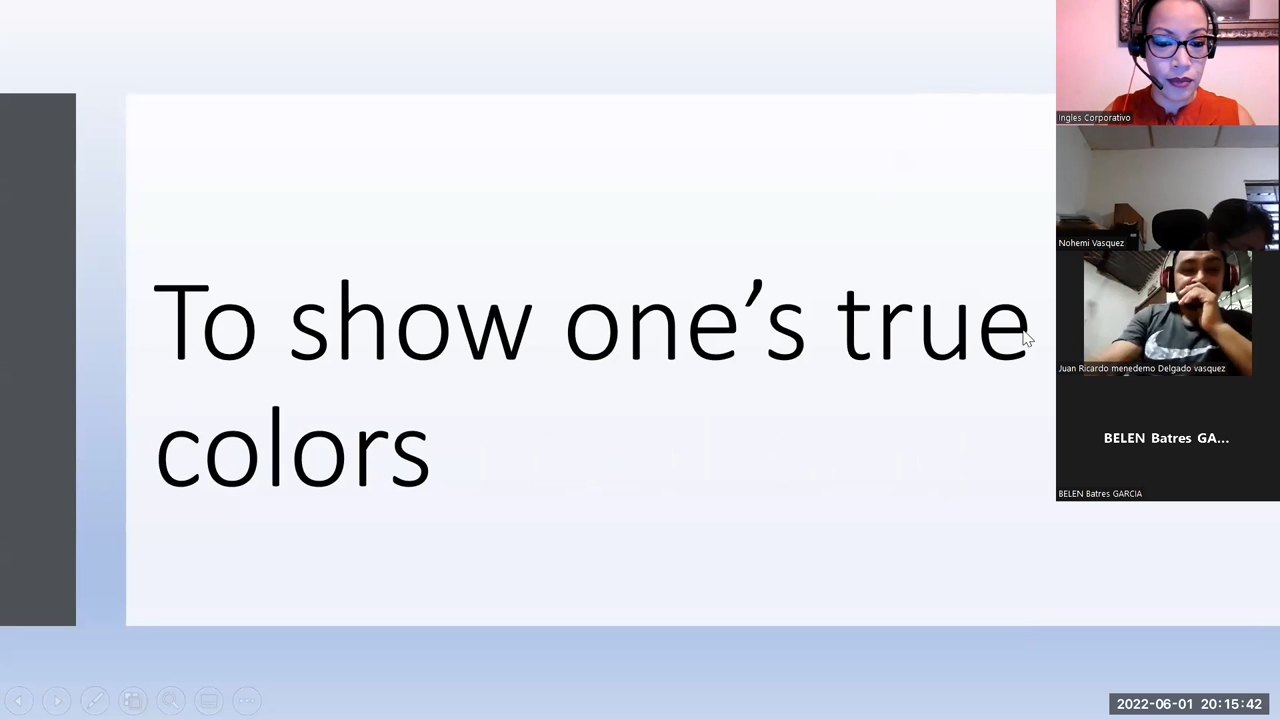 To show one’s true
colors
Ingles Corporativo
Nohemi Vasquez
Juan Ricardo menedemo Delgado vasquez
BELEN Batres GA...
BELEN Batres GARCIA
2022-06-01 20:15:42